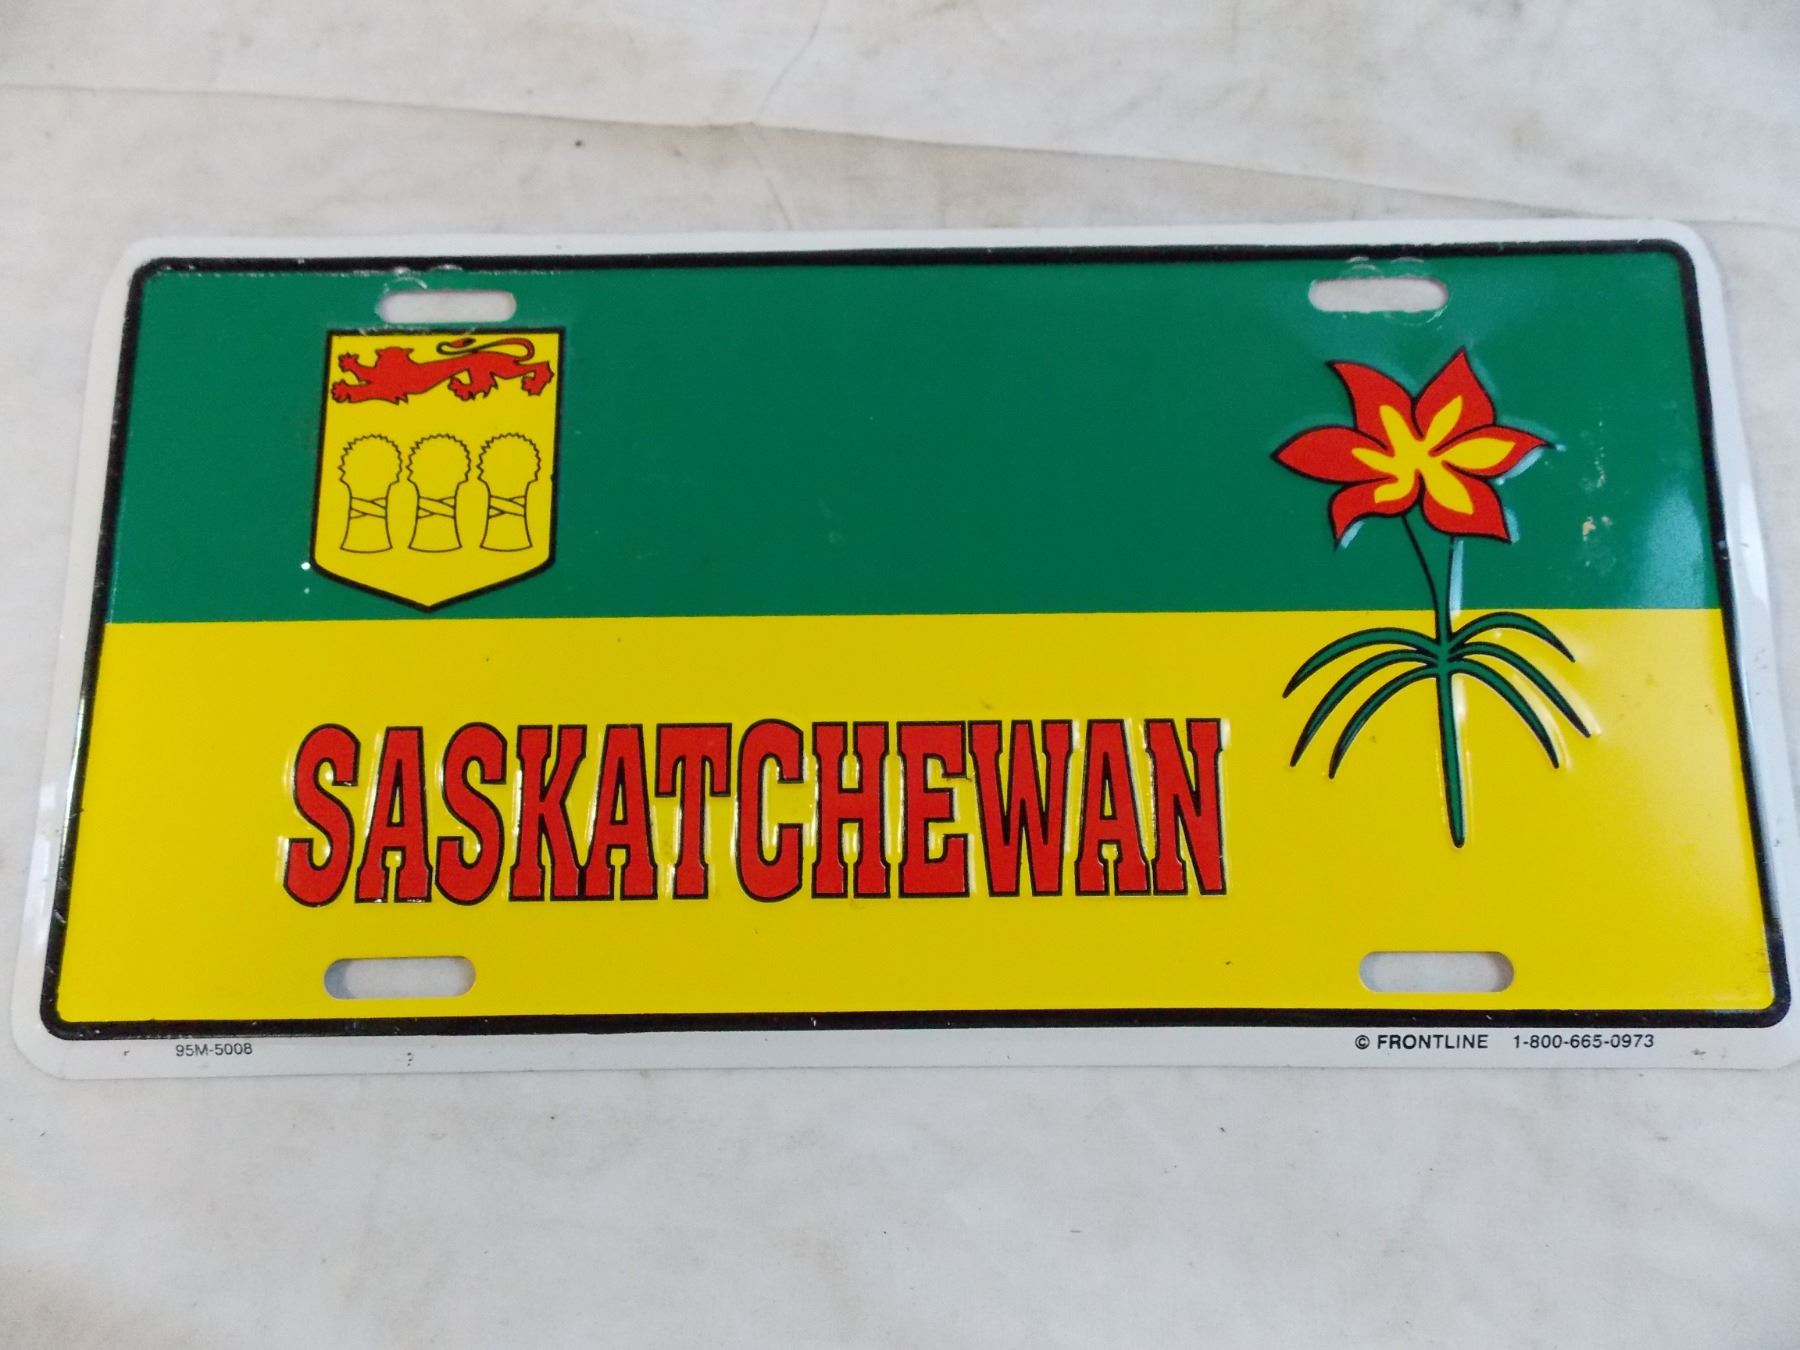 SASKATCHEWAN
95M-5008
© FRONTLINE 1-800-665-0973